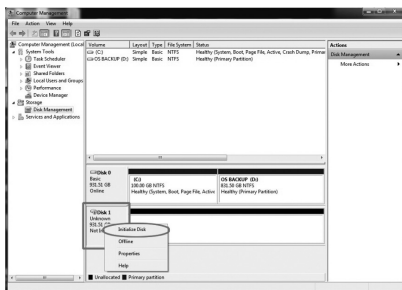 Computer Management
File Action View Help
Computer Management (Local
System Tools
Task Scheduler
Event Viewer
Shared Folders
Local Users and Groups
Performance
Device Manager
Storage
Disk Management
Services and Applications
Volume Layout Type File System Status
(C:) Simple Basic NTFS Healthy (System, Boot, Page File, Active, Crash Dump, Primar
OS BACKUP (D:) Simple Basic NTFS Healthy (Primary Partition)
Actions
Disk Management
More Actions
Disk 0
Basic
931.51 GB
Online
(C:)
100.00 GB NTFS
Healthy (System, Boot, Page File, Active
OS BACKUP (D:)
831.50 GB NTFS
Healthy (Primary Partition)
Disk 1
Unknown
931.51
Not In
Initialize Disk
Offline
Properties
Help
Unallocated Primary partition